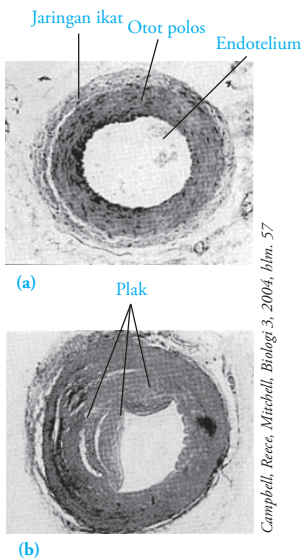 Jaringan ikat
Otot polos
Endotelium
(a)
Plak
(b)
Campbell, Reece, Mitchell, Biologi 3, 2004, hlm. 57